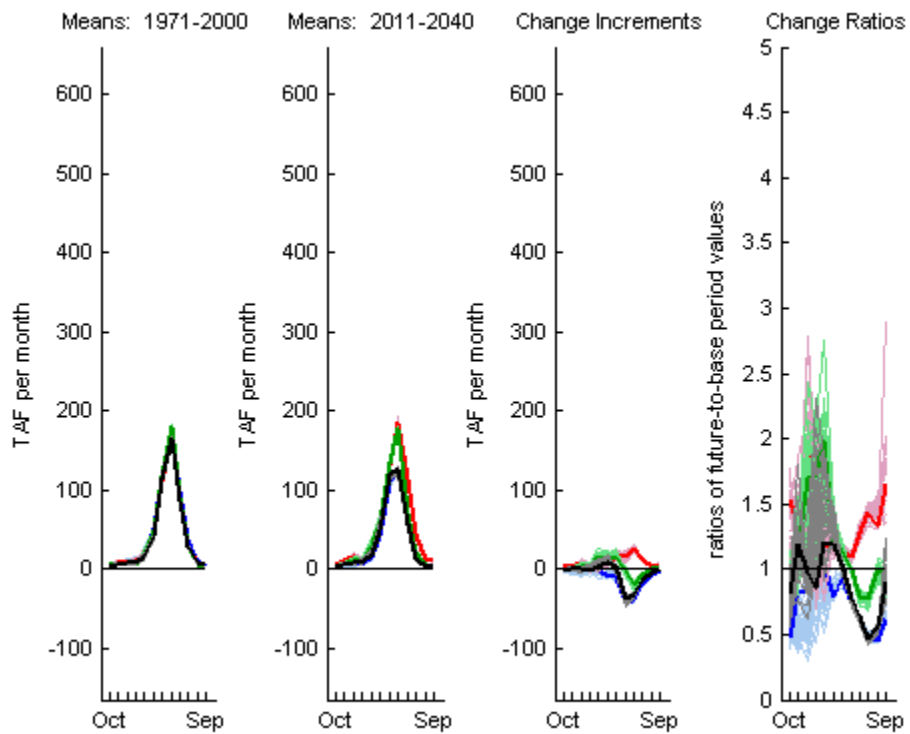 Means: 1971-2000
Means: 2011-2040
Change Increments
Change Ratios
TAF per month
600
500
400
300
200
100
0
-100
Oct
Sep
TAF per month
600
500
400
300
200
100
0
-100
Oct
Sep
TAF per month
600
500
400
300
200
100
0
-100
Oct
Sep
ratios of future-to-base period values
5
4.5
4
3.5
3
2.5
2
1.5
1
0.5
0
Oct
Sep